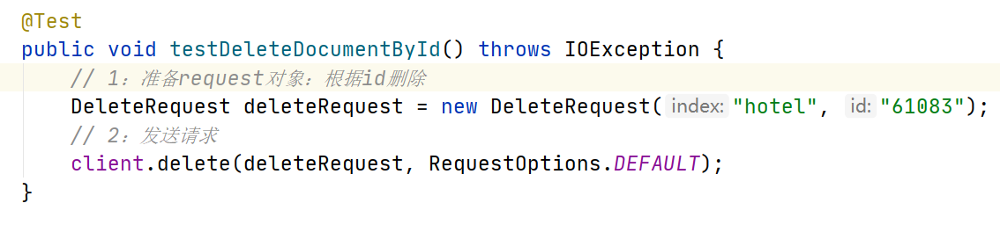 @Test
public void testDeleteDocumentById() throws IOException {
    // 1：准备request对象：根据id删除
    DeleteRequest deleteRequest = new DeleteRequest( index: "hotel", id: "61083");
    // 2：发送请求
    client.delete(deleteRequest, RequestOptions.DEFAULT);
}